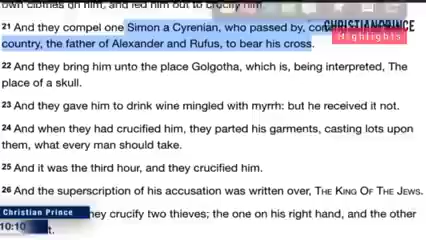 own clothes on him, and led him out to crucify him
CHRISTIANPRINCE
21 And they compel one Simon a Cyrenian, who passed by,
Highlights
country, the father of Alexander and Rufus, to bear his cross.
22 And they bring him unto the place Golgotha, which is, being interpreted, The
place of a skull.
23 And they gave him to drink wine mingled with myrrh: but he received it not.
24 And when they had crucified him, they parted his garments, casting lots upon
them, what every man should take.
25 And it was the third hour, and they crucified him.
26 And the superscription of his accusation was written over, THE KING OF THE JEWS.
Christian Prince
crucify two thieves; the one on his right hand, and the other
10:10